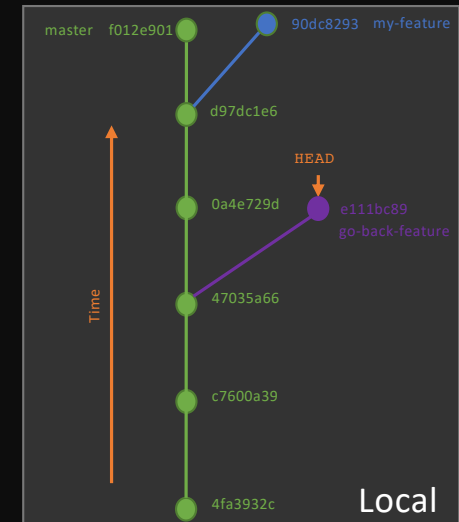 master f012e901
90dc8293 my-feature
d97dc1e6
HEAD
0a4e729d
e111bc89
go-back-feature
47035a66
Time
c7600a39
4fa3932c
Local